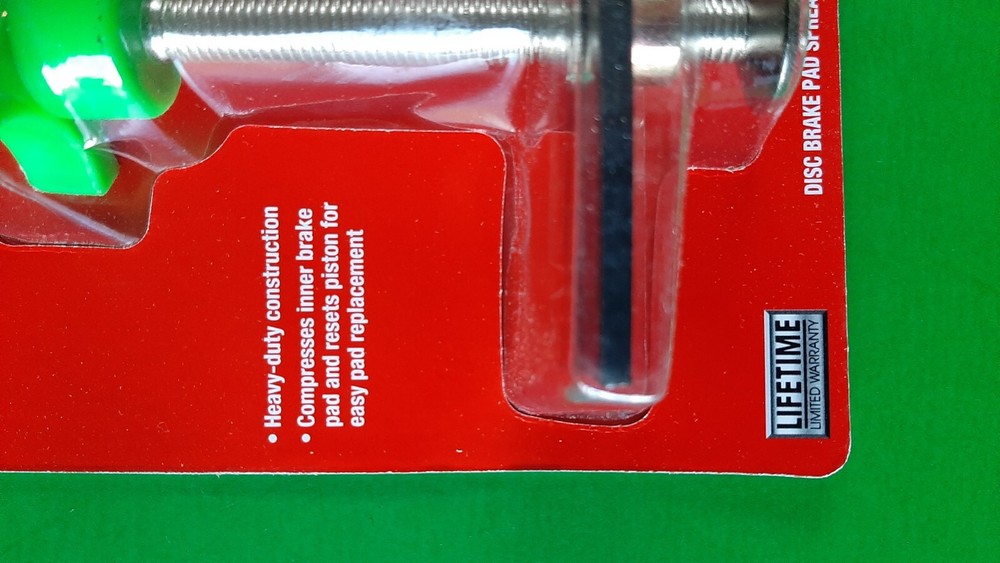 • Heavy-duty construction
• Compresses inner brake
pad and resets piston for
easy pad replacement
DISC BRAKE PAD
LIFETIME
LIMITED WARRANTY